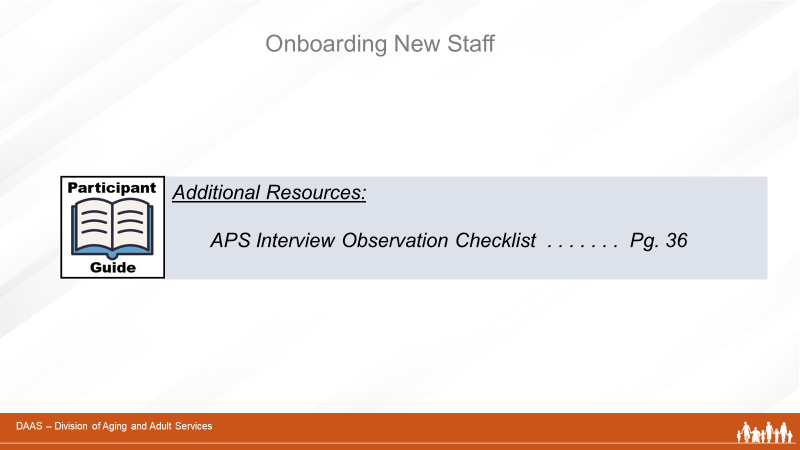 Onboarding New Staff
Participant
Guide
Additional Resources:
APS Interview Observation Checklist . . . . . . . Pg. 36
DAAS – Division of Aging and Adult Services